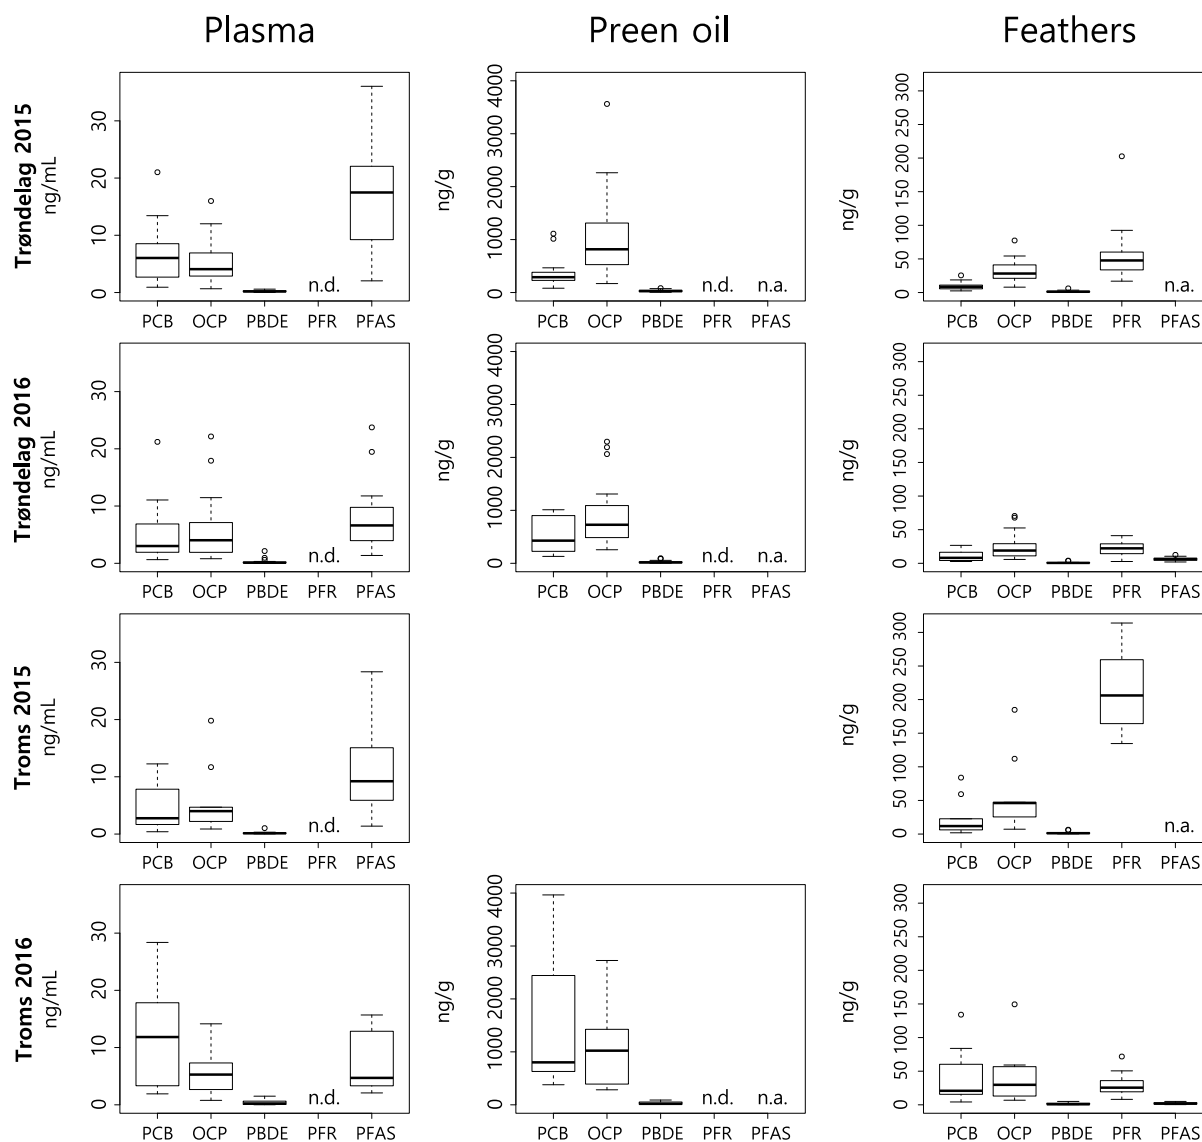 Plasma Preen oil Feathers
Trøndelag 2015
ng/mL
0 10 20 30
n.d.
PCB OCP PBDE PFR PFAS
ng/g
0 1000 2000 3000 4000
n.d. n.a.
PCB OCP PBDE PFR PFAS
ng/g
0 50 100 150 200 250 300
n.a.
PCB OCP PBDE PFR PFAS
Trøndelag 2016
ng/mL
0 10 20 30
n.d.
PCB OCP PBDE PFR PFAS
ng/g
0 1000 2000 3000 4000
n.d. n.a.
PCB OCP PBDE PFR PFAS
ng/g
0 50 100 150 200 250 300
PCB OCP PBDE PFR PFAS
Troms 2015
ng/mL
0 10 20 30
n.d.
PCB OCP PBDE PFR PFAS
ng/g
0 50 100 150 200 250 300
n.a.
PCB OCP PBDE PFR PFAS
Troms 2016
ng/mL
0 10 20 30
n.d.
PCB OCP PBDE PFR PFAS
ng/g
0 1000 2000 3000 4000
n.d. n.a.
PCB OCP PBDE PFR PFAS
ng/g
0 50 100 150 200 250 300
PCB OCP PBDE PFR PFAS